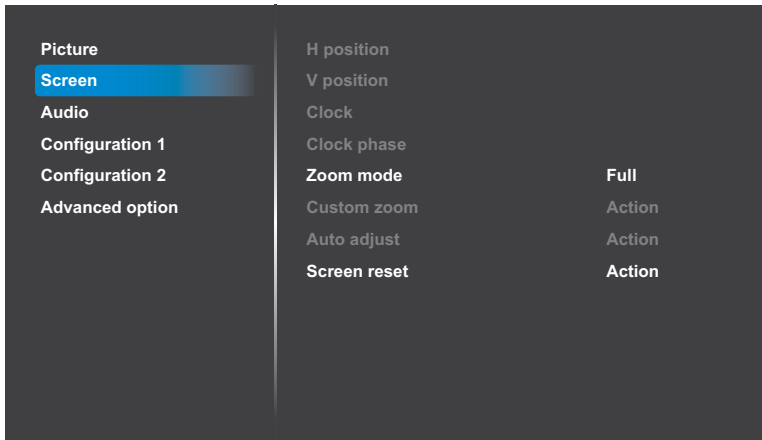 Picture
Screen
Audio
Configuration 1
Configuration 2
Advanced option
H position
V position
Clock
Clock phase
Zoom mode Full
Custom zoom Action
Auto adjust Action
Screen reset Action